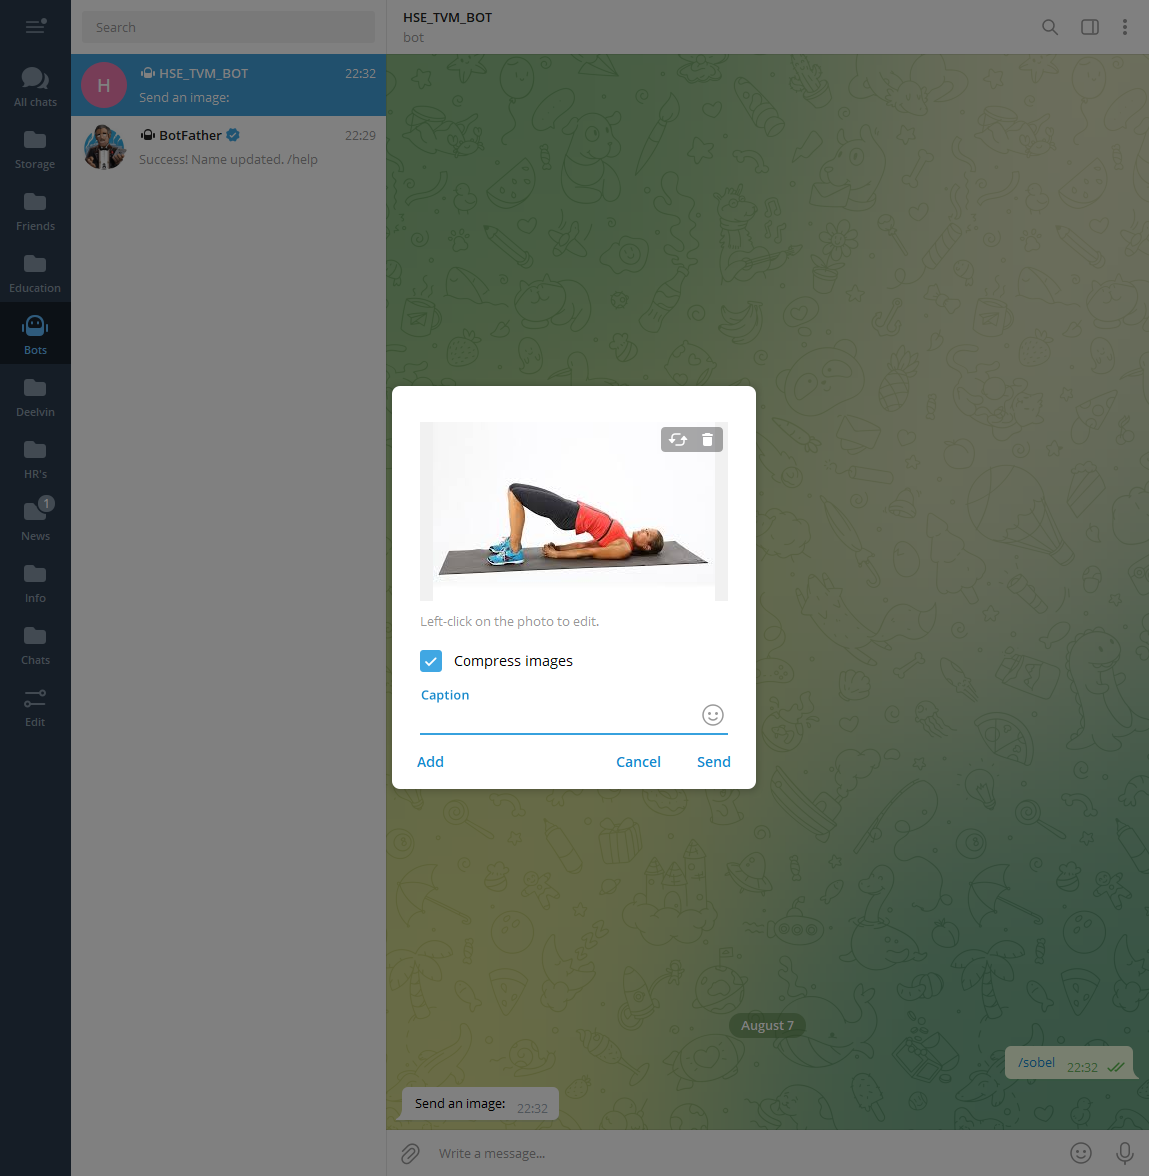 Search
All chats
Storage
Friends
Education
Bots
Deelvin
HR's
1
News
Info
Chats
Edit
H
HSE_TVM_BOT
22:32
Send an image:
BotFather
22:29
Success! Name updated. /help
HSE_TVM_BOT
bot
Left-click on the photo to edit.
Compress images
Caption
Add
Cancel
Send
August 7
/sobel 22:32
Send an image: 22:32
Write a message...